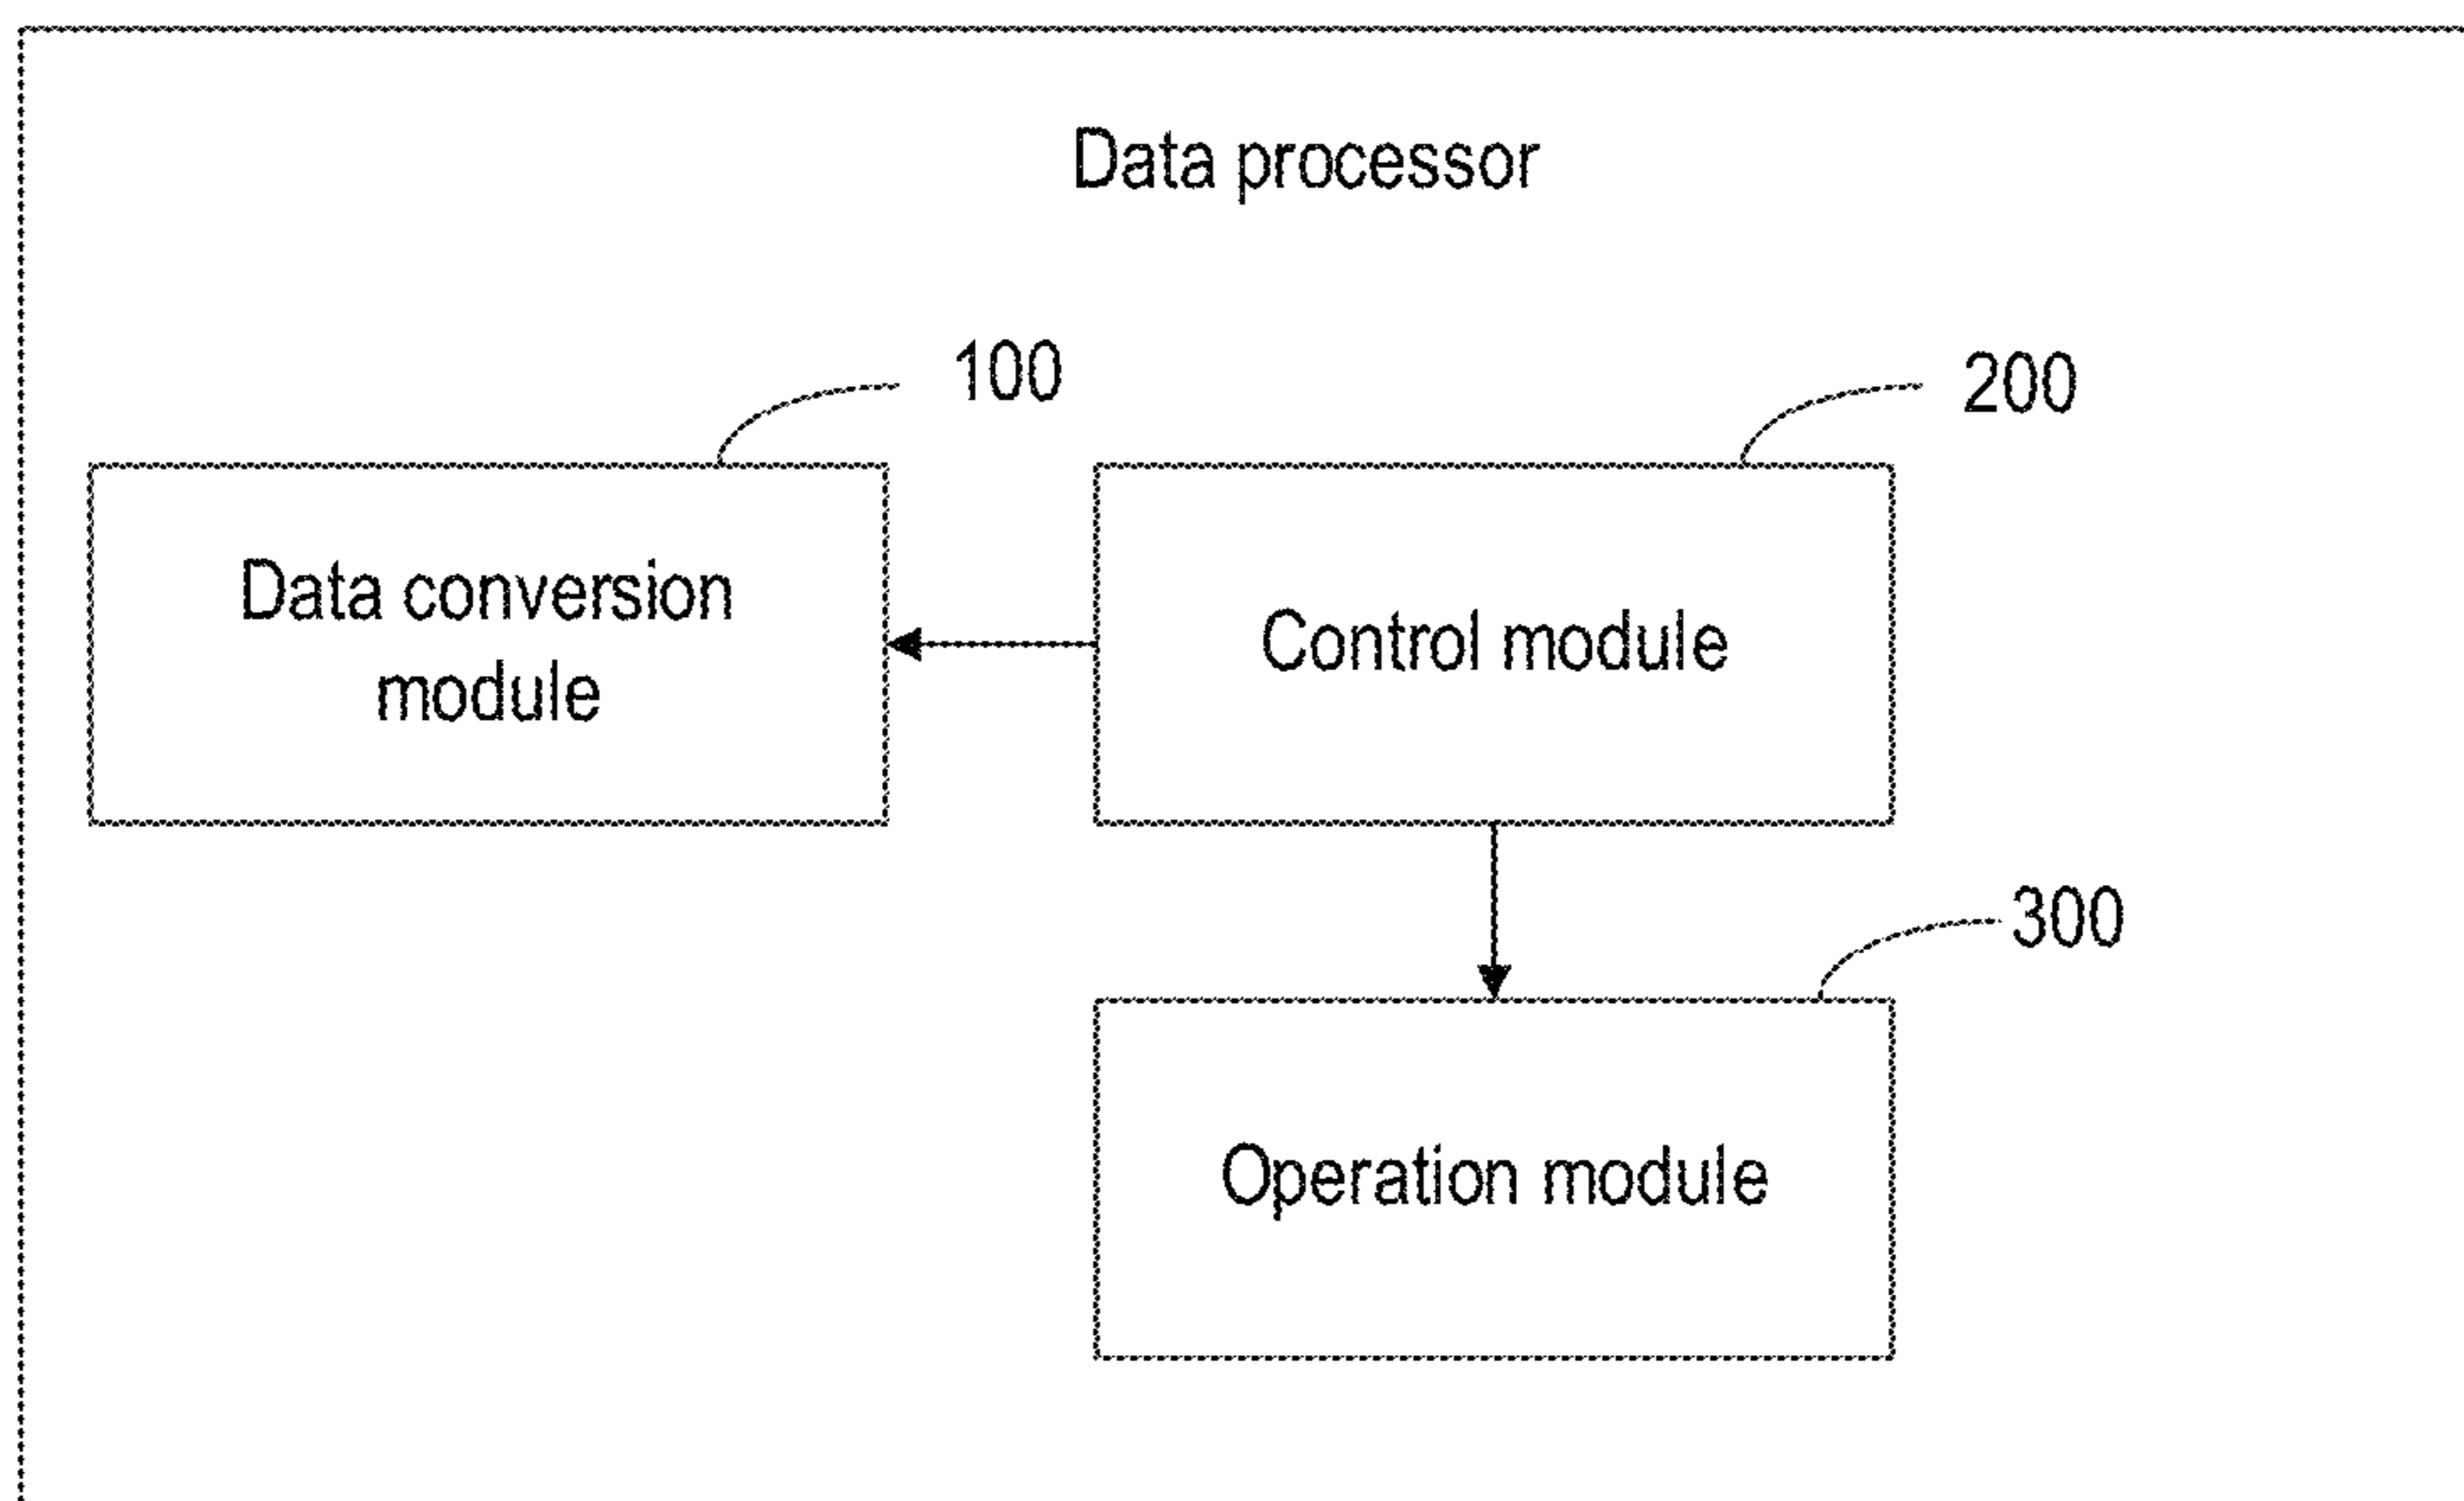 Data processor
100
200
Data conversion
module
Control module
300
Operation module